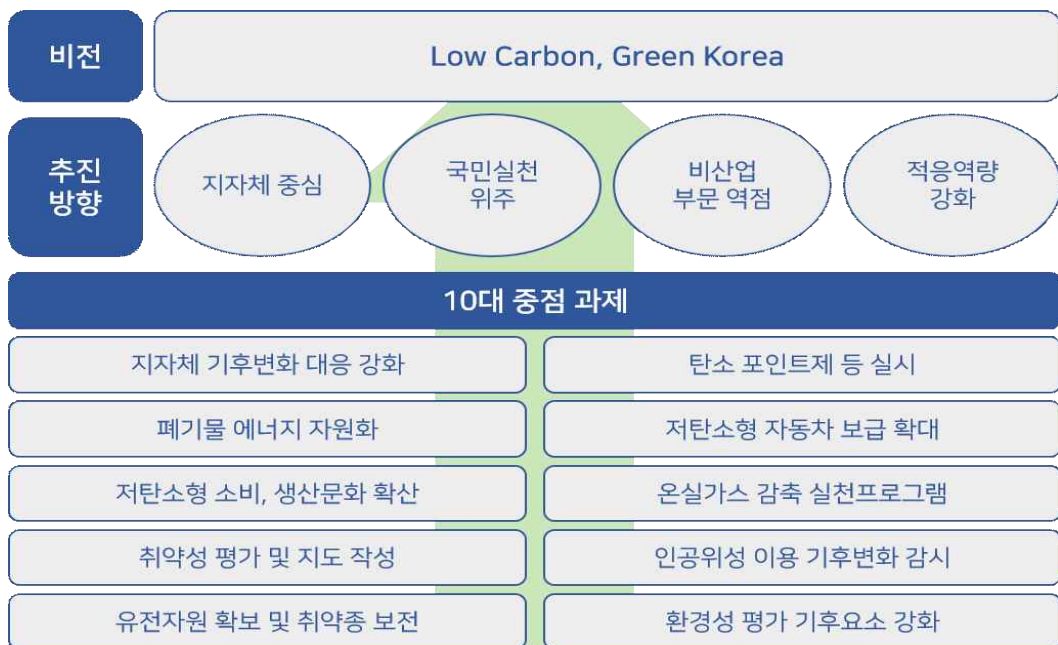 비전
Low Carbon, Green Korea
추진
방향
지자체 중심
국민실천
위주
비산업
부문 역점
적응역량
강화
10대 중점 과제
지자체 기후변화 대응 강화
탄소 포인트제 등 실시
폐기물 에너지 자원화
저탄소형 자동차 보급 확대
저탄소형 소비, 생산문화 확산
온실가스 감축 실천프로그램
취약성 평가 및 지도 작성
인공위성 이용 기후변화 감시
유전자원 확보 및 취약종 보전
환경성 평가 기후요소 강화